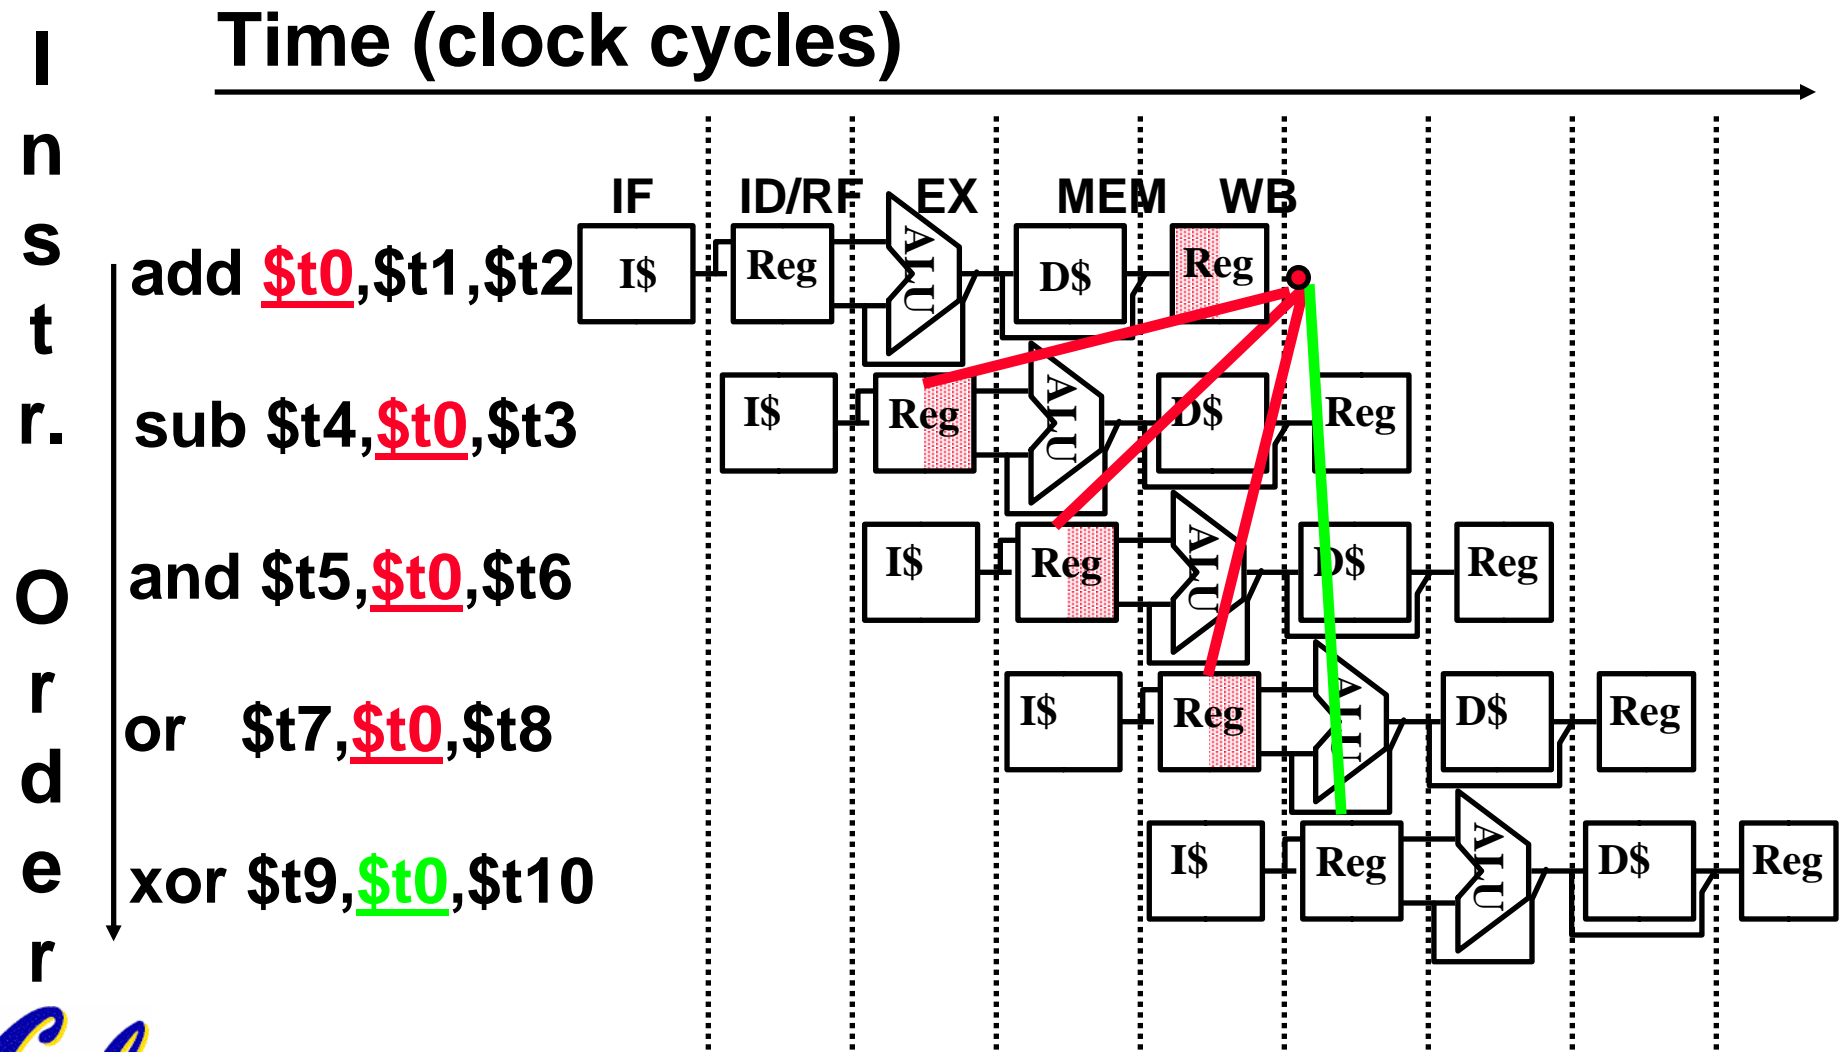 Time (clock cycles)
Instr. Order
IF ID/RF EX MEM WB
add $t0,$t1,$t2 I$ Reg ALU D$ Reg
sub $t4,$t0,$t3 I$ Reg ALU D$ Reg
and $t5,$t0,$t6 I$ Reg ALU D$ Reg
or $t7,$t0,$t8 I$ Reg ALU D$ Reg
xor $t9,$t0,$t10 I$ Reg ALU D$ Reg